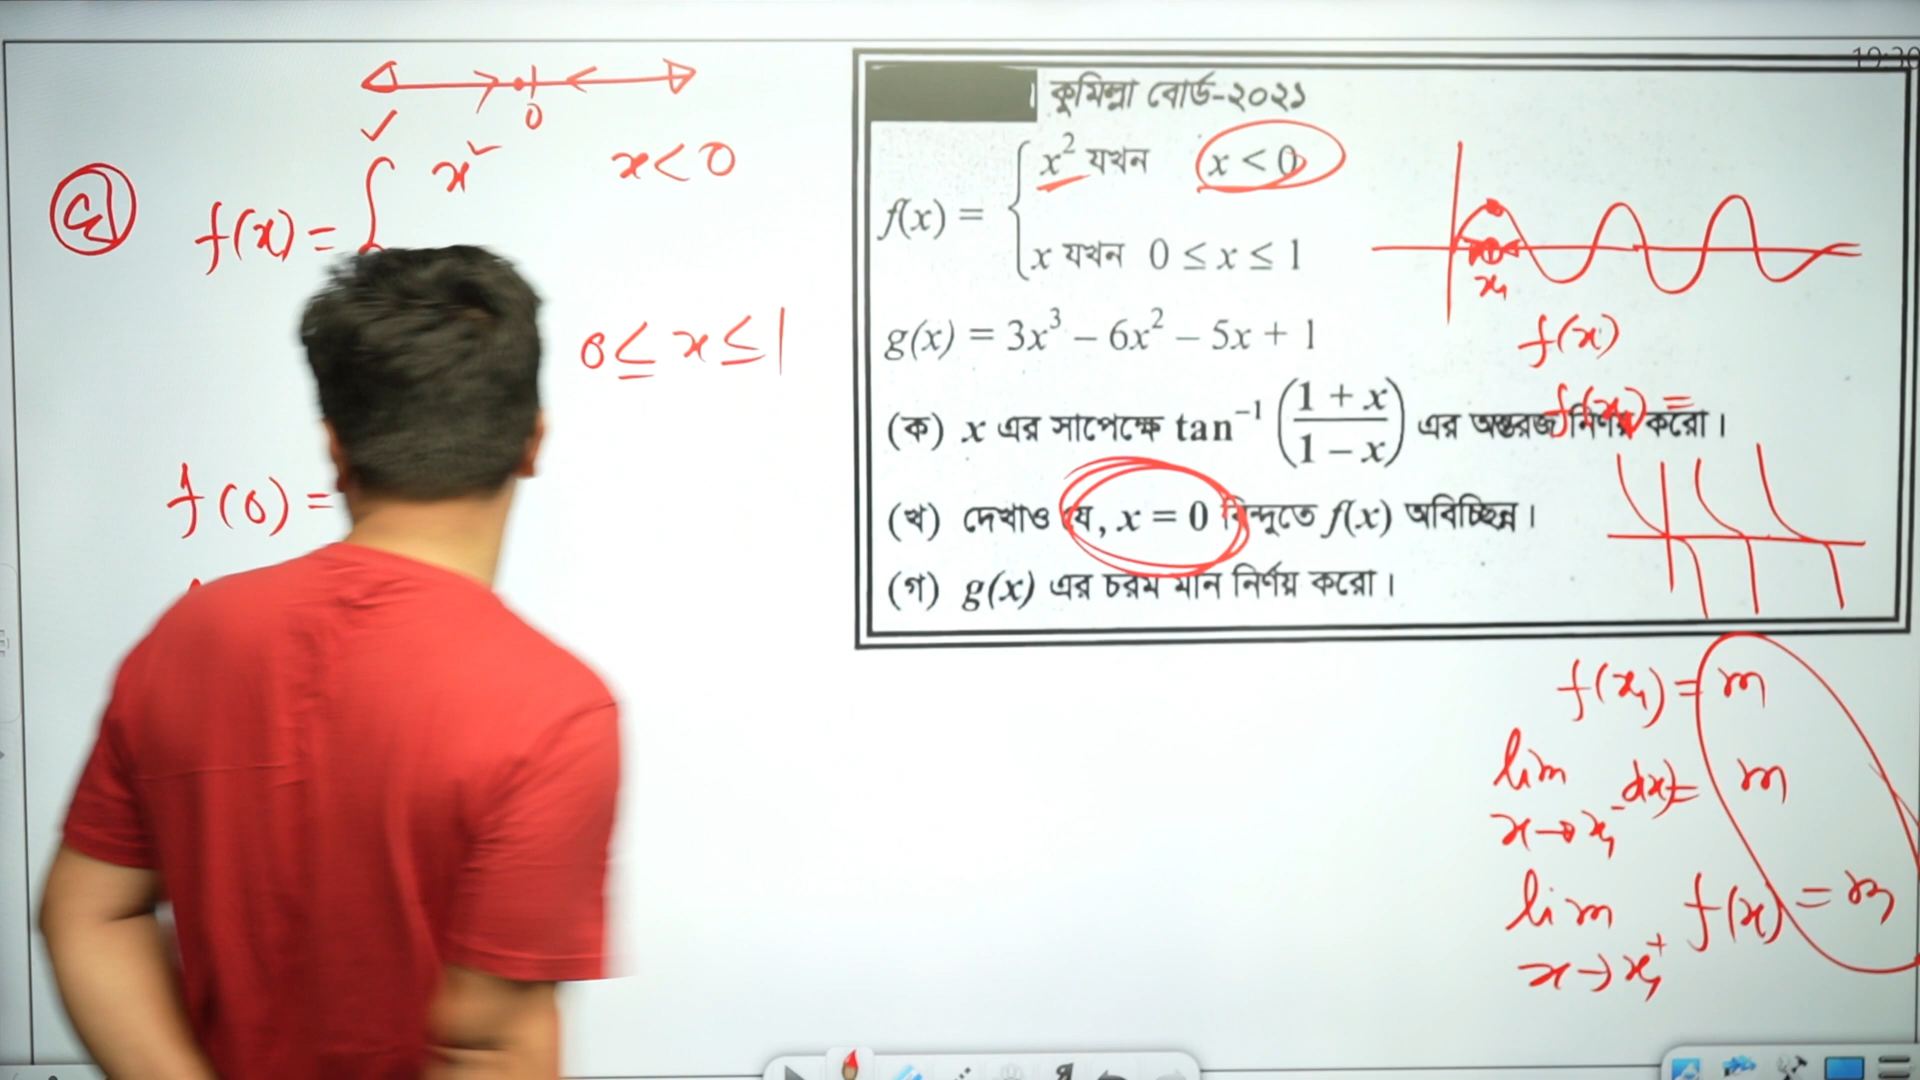 0
(খ)
f(x) = { x² x < 0
0 ≤ x ≤ 1
f(0) =
কুমিল্লা বোর্ড-২০২১
f(x) = { x² যখন x < 0
x যখন 0 ≤ x ≤ 1
g(x) = 3x³ – 6x² – 5x + 1
(ক) x এর সাপেক্ষে tan⁻¹ ((1 + x)/(1 – x)) এর অন্তরজ নির্ণয় করো।
(খ) দেখাও যে, x = 0 বিন্দুতে f(x) অবিচ্ছিন্ন।
(গ) g(x) এর চরম মান নির্ণয় করো।
x₁
f(x)
f(x₁) =
f(x₁) = m
lim x→x₁⁻ f(x) = m
lim x→x₁⁺ f(x) = m